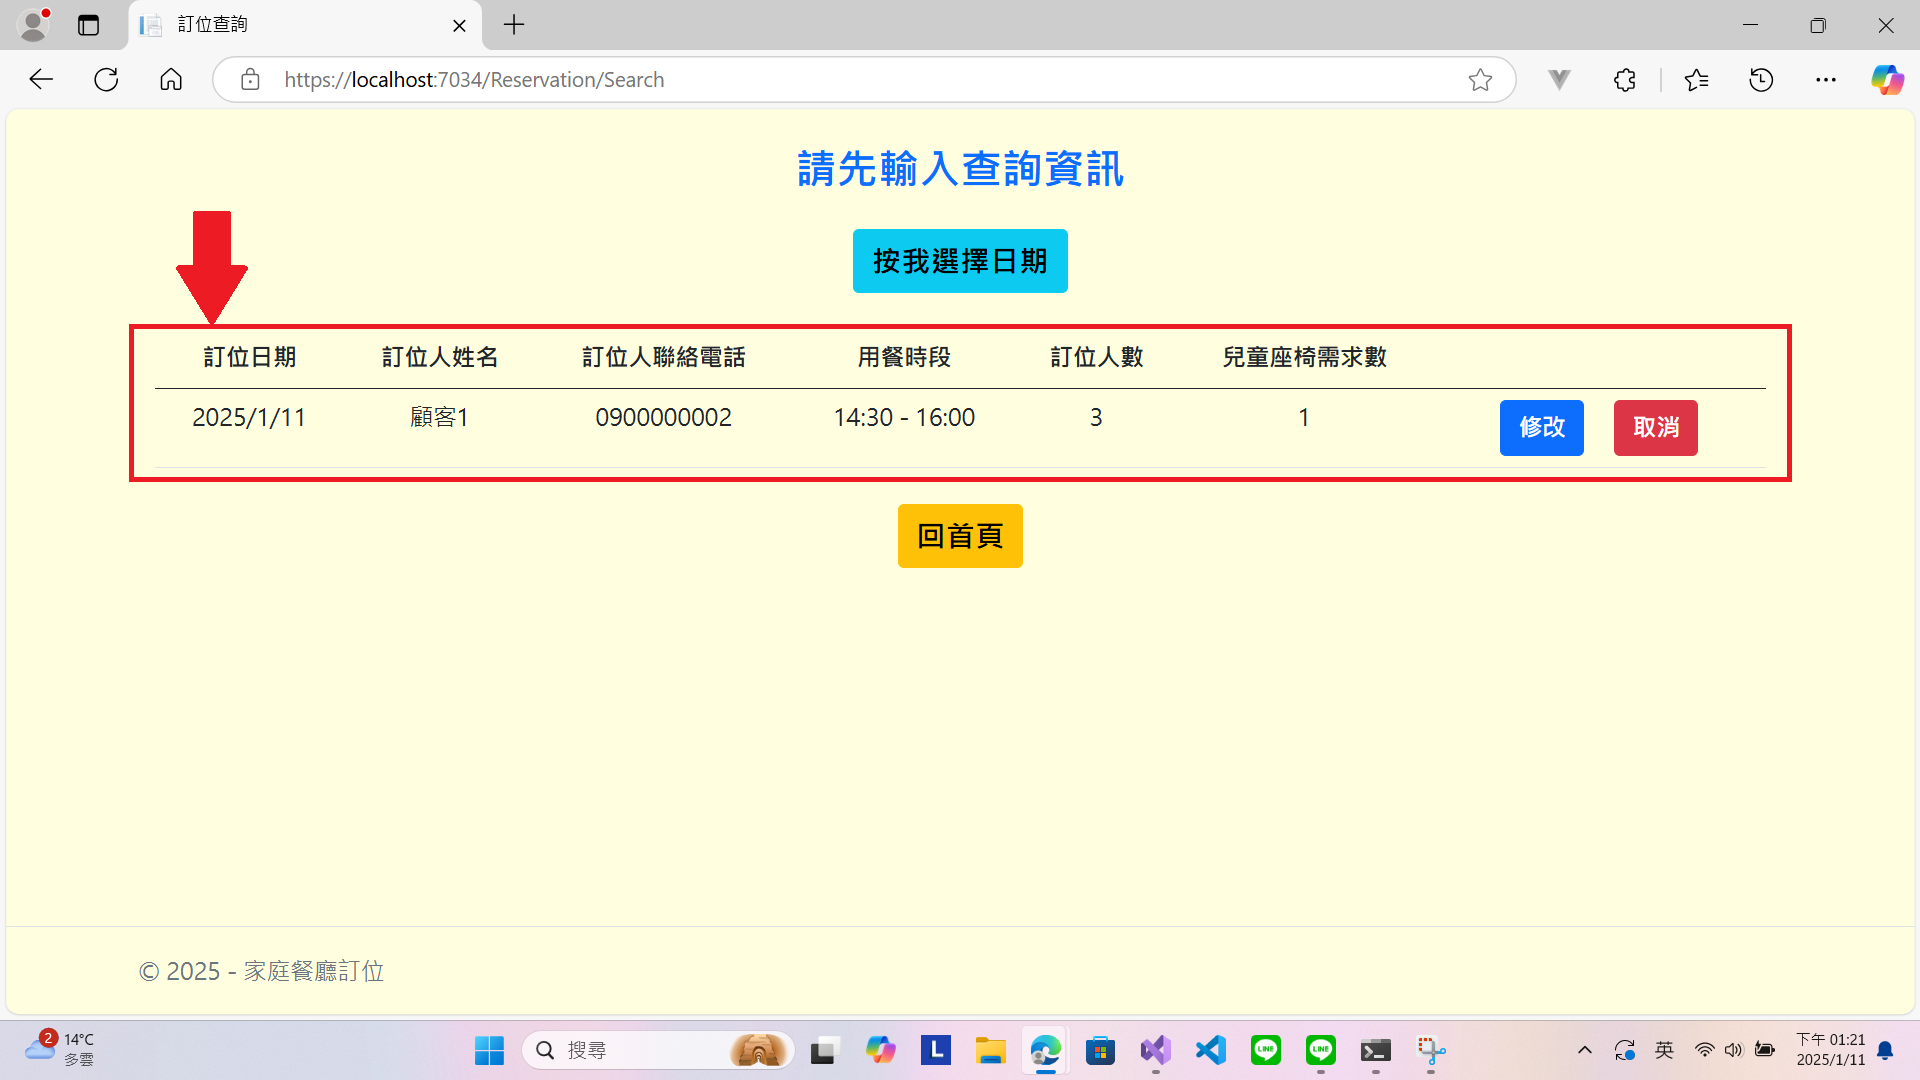 訂位查詢
https://localhost:7034/Reservation/Search
請先輸入查詢資訊
按我選擇日期
訂位日期 訂位人姓名 訂位人聯絡電話 用餐時段 訂位人數 兒童座椅需求數
2025/1/11 顧客1 0900000002 14:30 - 16:00 3 1 修改 取消
回首頁
© 2025 - 家庭餐廳訂位
2 14°C
多雲
搜尋
L
LINE
LINE
英
下午 01:21
2025/1/11